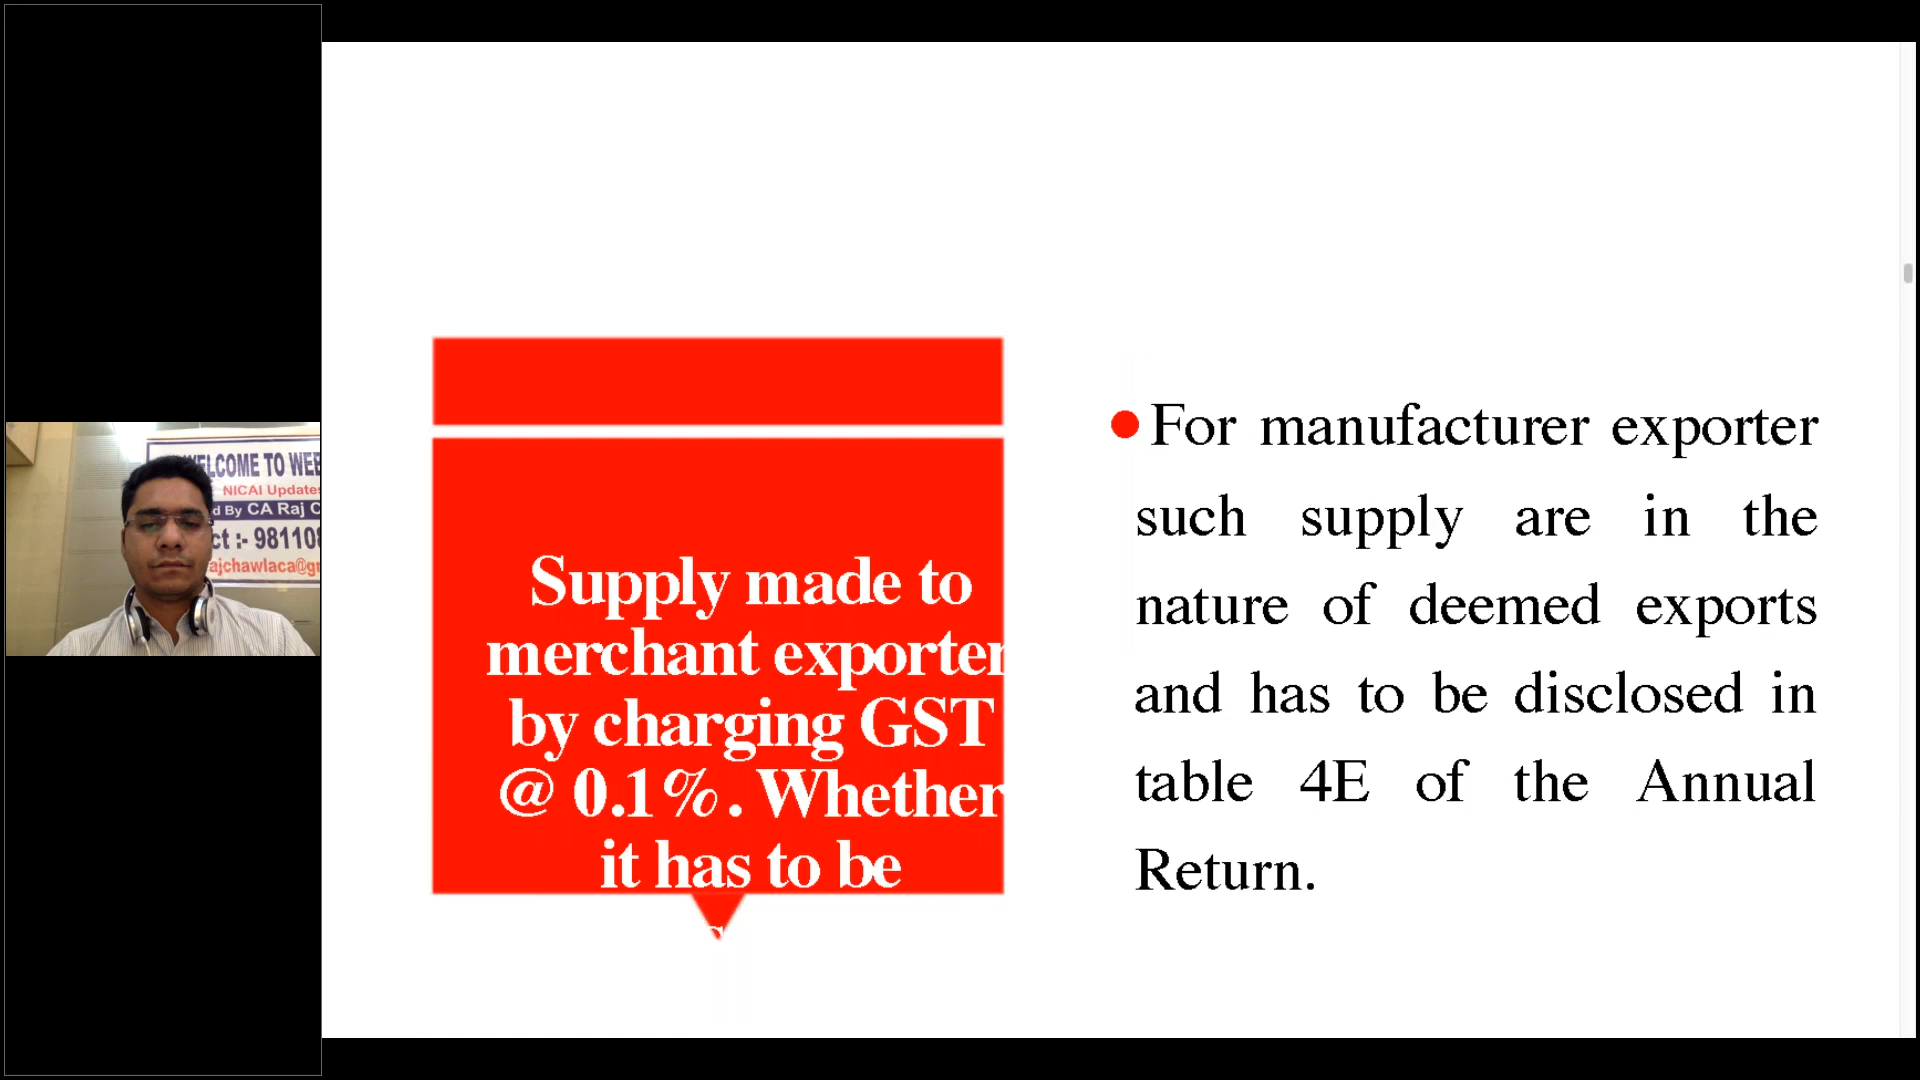 WELCOME TO WEB
NICAI Updates
d By CA Raj C
ct :- 98110
ajchawlaca@g
Supply made to
merchant exporter
by charging GST
@ 0.1%. Whether
it has to be
For manufacturer exporter
such supply are in the
nature of deemed exports
and has to be disclosed in
table 4E of the Annual
Return.